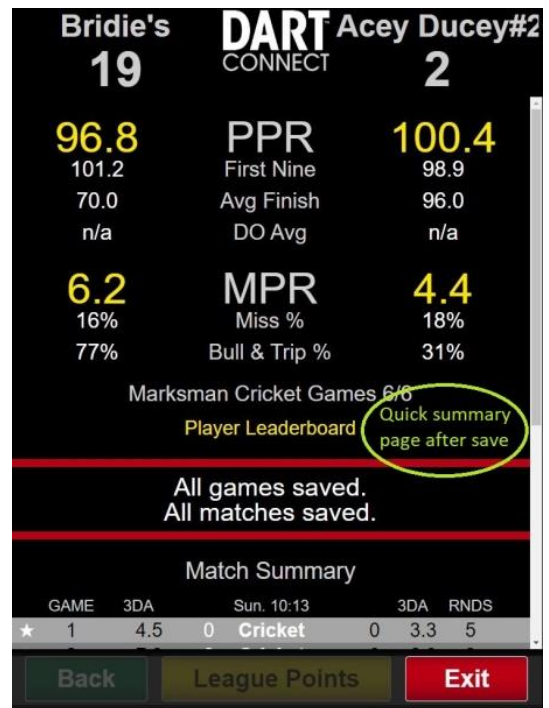 Bridie's DART Acey Ducey#2
19 CONNECT 2
96.8 PPR 100.4
101.2 First Nine 98.9
70.0 Avg Finish 96.0
n/a DO Avg n/a
6.2 MPR 4.4
16% Miss % 18%
77% Bull & Trip % 31%
Marksman Cricket Games 6/6
Player Leaderboard
Quick summary
page after save
All games saved.
All matches saved.
Match Summary
GAME 3DA Sun. 10:13 3DA RNDS
1 4.5 0 Cricket 0 3.3 5
Back League Points Exit